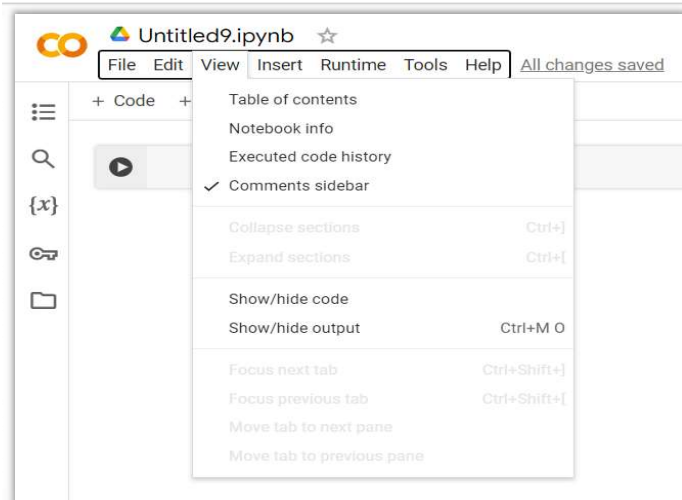 CO Untitled9.ipynb
File Edit View Insert Runtime Tools Help All changes saved
+ Code +
Table of contents
Notebook info
Executed code history
Comments sidebar
{x}
Collapse sections Ctrl+]
Expand sections Ctrl+[
Show/hide code
Show/hide output Ctrl+M O
Focus next tab Ctrl+Shift+]
Focus previous tab Ctrl+Shift+[
Move tab to next pane
Move tab to previous pane